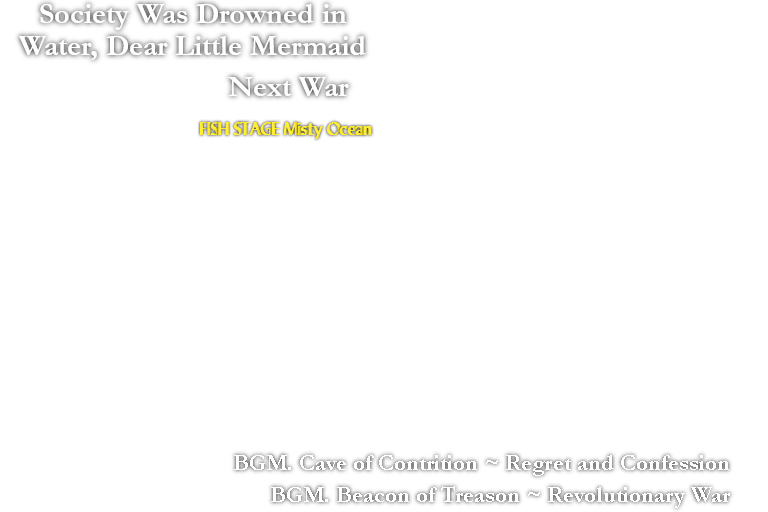 Society Was Drowned in
Water, Dear Little Mermaid
Next War
FISH STAGE Misty Ocean
BGM. Cave of Contrition ~ Regret and Confession
BGM. Beacon of Treason ~ Revolutionary War